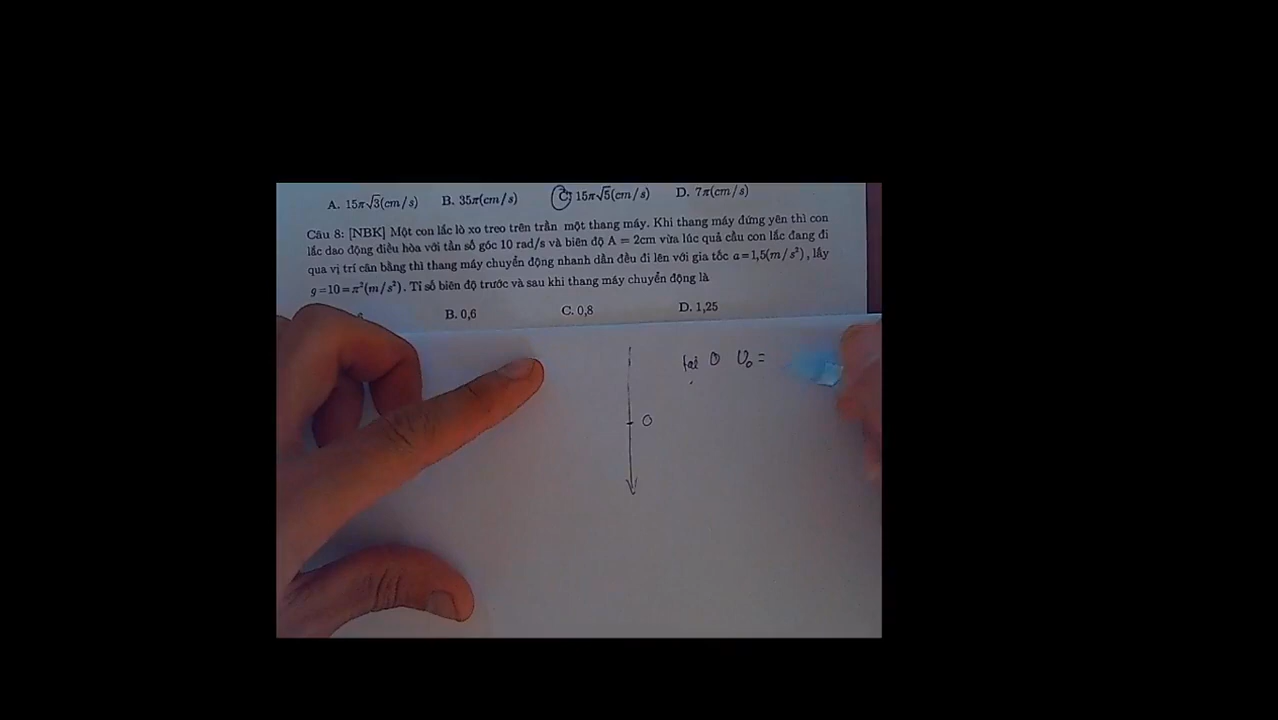 A. 15π√3(cm/s) B. 35π(cm/s) C. 15π√5(cm/s) D. 7π(cm/s)
Câu 8: [NBK] Một con lắc lò xo treo trên trần một thang máy. Khi thang máy đứng yên thì con
lắc dao động điều hòa với tần số góc 10 rad/s và biên độ A = 2cm vừa lúc quả cầu con lắc đang đi
qua vị trí cân bằng thì thang máy chuyển động nhanh dần đều đi lên với gia tốc a=1,5(m/s²), lấy
g=10=π²(m/s²). Tỉ số biên độ trước và sau khi thang máy chuyển động là
B. 0,6 C. 0,8 D. 1,25
tại O v₀ =
O